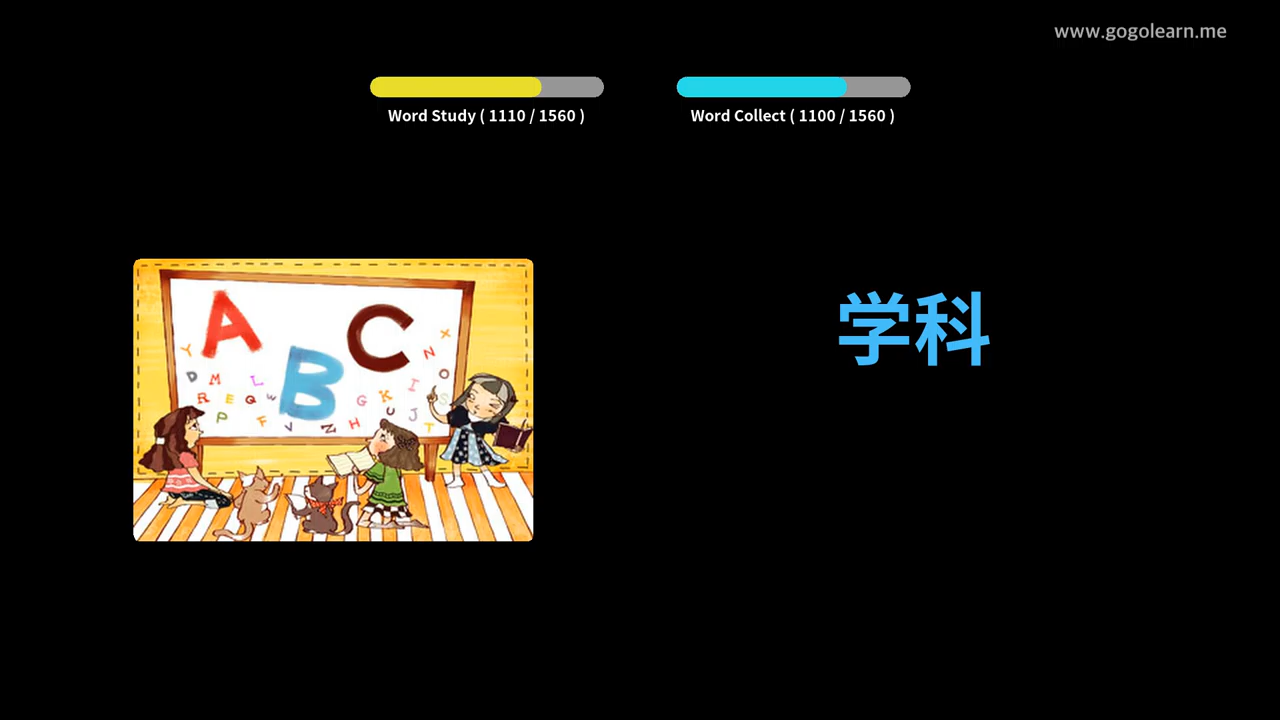 www.gogolearn.me
Word Study ( 1110 / 1560 )
Word Collect ( 1100 / 1560 )
学科
A
B
C
Y
X
N
D
M
L
O
R
E
Q
W
G
K
I
S
P
F
V
Z
H
U
J
T